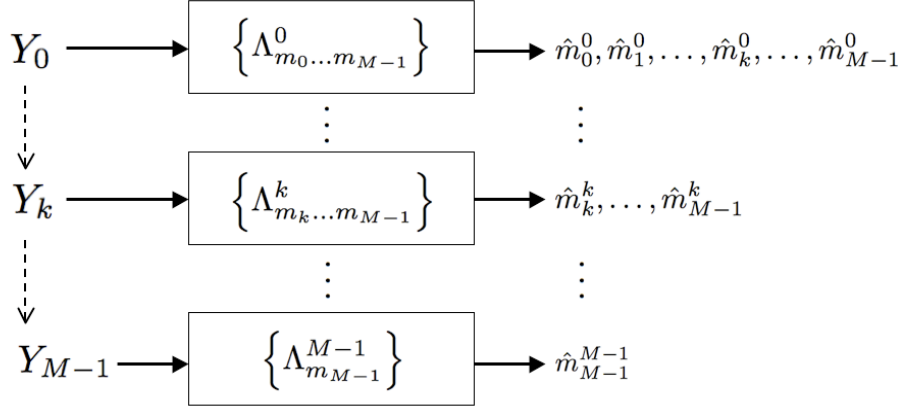 Y_0 {Λ^0_{m_0...m_{M−1}}} m̂^0_0, m̂^0_1, . . . , m̂^0_k, . . . , m̂^0_{M−1}
⋮ ⋮
Y_k {Λ^k_{m_k...m_{M−1}}} m̂^k_k, . . . , m̂^k_{M−1}
⋮ ⋮
Y_{M−1} {Λ^{M−1}_{m_{M−1}}} m̂^{M−1}_{M−1}